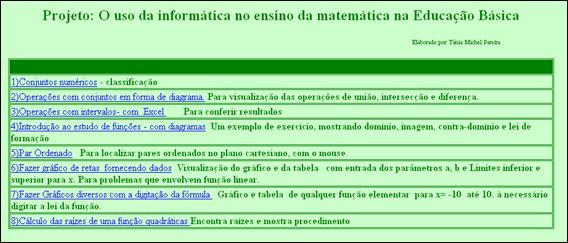 Projeto: O uso da informática no ensino da matemática na Educação Básica
Elaborado por Tânia Michel Pereira
1)Conjuntos numéricos - classificação
2)Operações com conjuntos em forma de diagrama. Para visualização das operações de união, intersecção e diferença.
3)Operações com intervalos- com Excel Para conferir resultados
4)Introdução ao estudo de funções - com diagramas Um exemplo de exercício, mostrando domínio, imagem, contra-domínio e lei de
formação
5)Par Ordenado Para localizar pares ordenados no plano cartesiano, com o mouse.
6)Fazer gráfico de retas fornecendo dados Visualização do gráfico e da tabela com entrada dos parâmetros a, b e Limites inferior e
superior para x. Para problemas que envolvem função linear.
7)Fazer Gráficos diversos com a digitação da fórmula Gráfico e tabela de qualquer função elementar para x= -10 até 10. à necessário
digitar a lei da função.
8)Cálculo das raízes de uma função quadráticas Encontra raízes e mostra procedimento